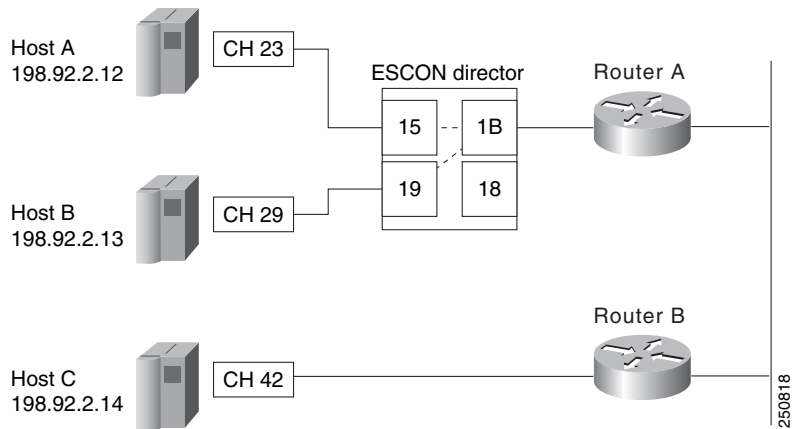 Host A
198.92.2.12
CH 23
ESCON director
15
1B
19
18
Router A
Host B
198.92.2.13
CH 29
Router B
Host C
198.92.2.14
CH 42
250818